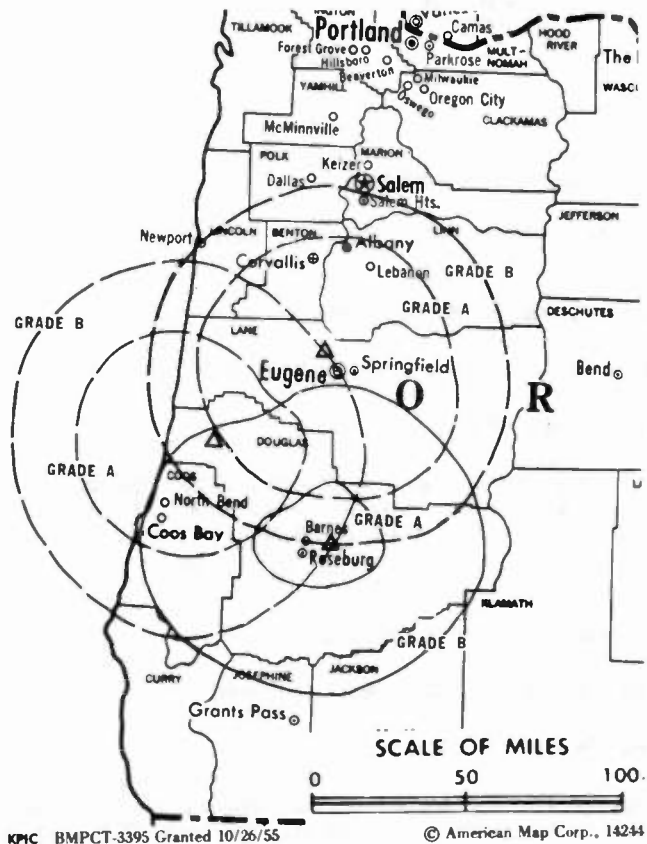 TILLAMOOK
INGTON
Portland
Camas
HOOD RIVER
Forest Grove
Hillsboro
Beaverton
Parkrose
MULT-NOMAH
The
WASC
YAMHILL
Milwaukie
Oswego
Oregon City
CLACKAMAS
McMinnville
POLK
MARION
Keizer
Dallas
Salem
Salem Hts.
JEFFERSON
Newport
LINCOLN
BENTON
Albany
LINN
Corvallis
Lebanon
GRADE B
GRADE A
DESCHUTES
GRADE B
LANE
Eugene
Springfield
Bend
O
R
DOUGLAS
GRADE A
COOS
North Bend
Coos Bay
GRADE A
Barnes
Roseburg
KLAMATH
GRADE B
CURRY
JOSEPHINE
JACKSON
Grants Pass
SCALE OF MILES
0 50 100
KPIC BMPCT-3395 Granted 10/26/55
© American Map Corp., 14244